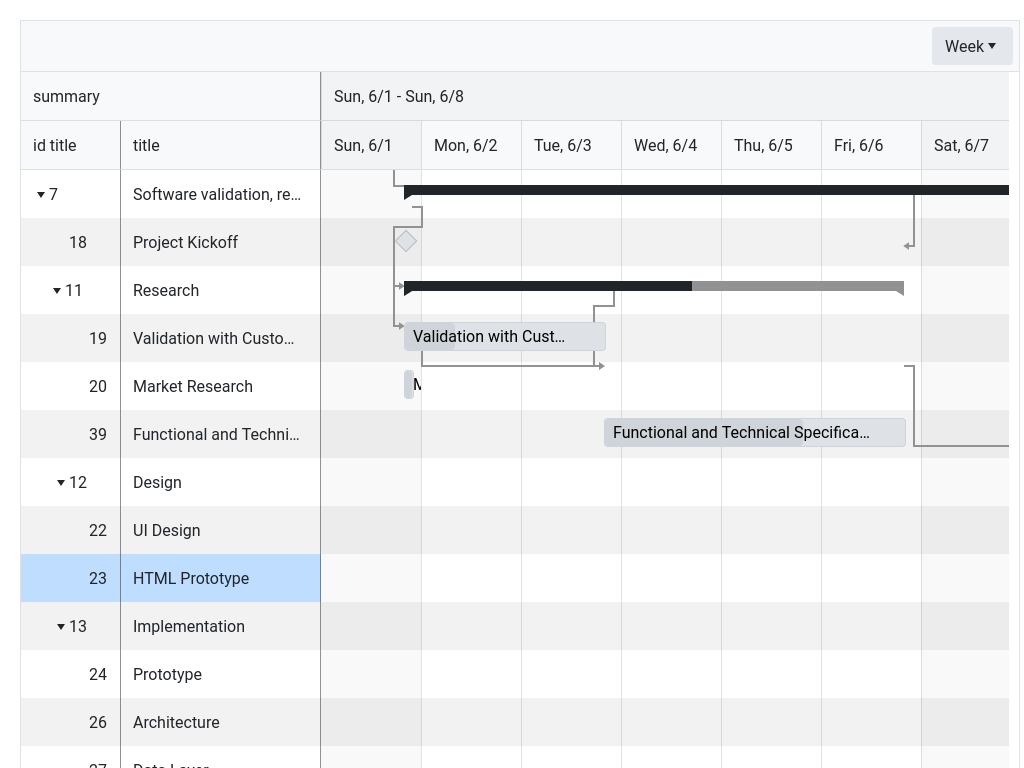 Week
summary
Sun, 6/1 - Sun, 6/8
id title
title
Sun, 6/1
Mon, 6/2
Tue, 6/3
Wed, 6/4
Thu, 6/5
Fri, 6/6
Sat, 6/7
7
Software validation, re…
18
Project Kickoff
11
Research
19
Validation with Custo…
Validation with Cust…
20
Market Research
M
39
Functional and Techni…
Functional and Technical Specifica…
12
Design
22
UI Design
23
HTML Prototype
13
Implementation
24
Prototype
26
Architecture
27
Data Layer